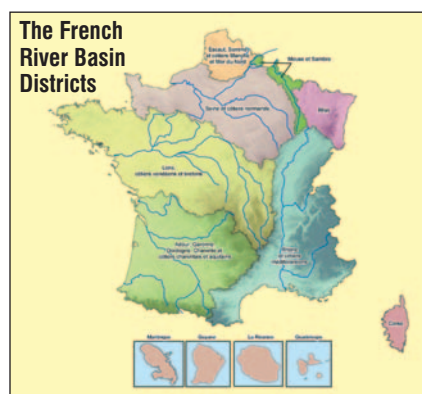 The French
River Basin
Districts
Escaut, Somme
et côtiers Manche
et Mer du Nord
Meuse et Sambre
Rhin
Seine et côtiers normands
Loire,
côtiers vendéens et bretons
Adour, Garonne
Dordogne, Charente et
côtiers charentais et aquitains
Rhône
et côtiers
méditerranéens
Corse
Martinique
Guyane
La Réunion
Guadeloupe